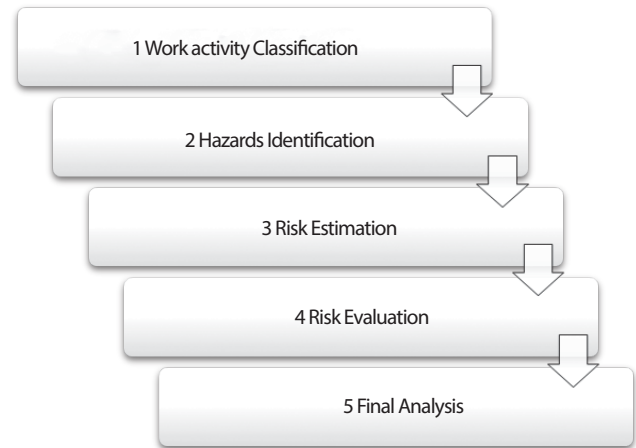 1 Work activity Classification
2 Hazards Identification
3 Risk Estimation
4 Risk Evaluation
5 Final Analysis